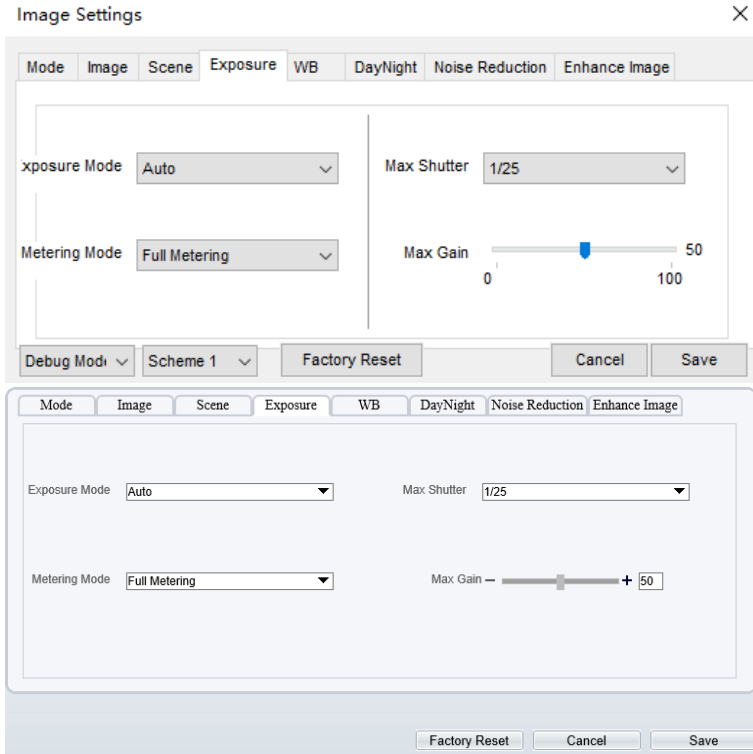 Image Settings
Mode Image Scene Exposure WB DayNight Noise Reduction Enhance Image
xposure Mode Auto Max Shutter 1/25
Metering Mode Full Metering Max Gain 50
0 100
Debug Mod Scheme 1 Factory Reset Cancel Save
Mode Image Scene Exposure WB DayNight Noise Reduction Enhance Image
Exposure Mode Auto Max Shutter 1/25
Metering Mode Full Metering Max Gain 50
Factory Reset Cancel Save